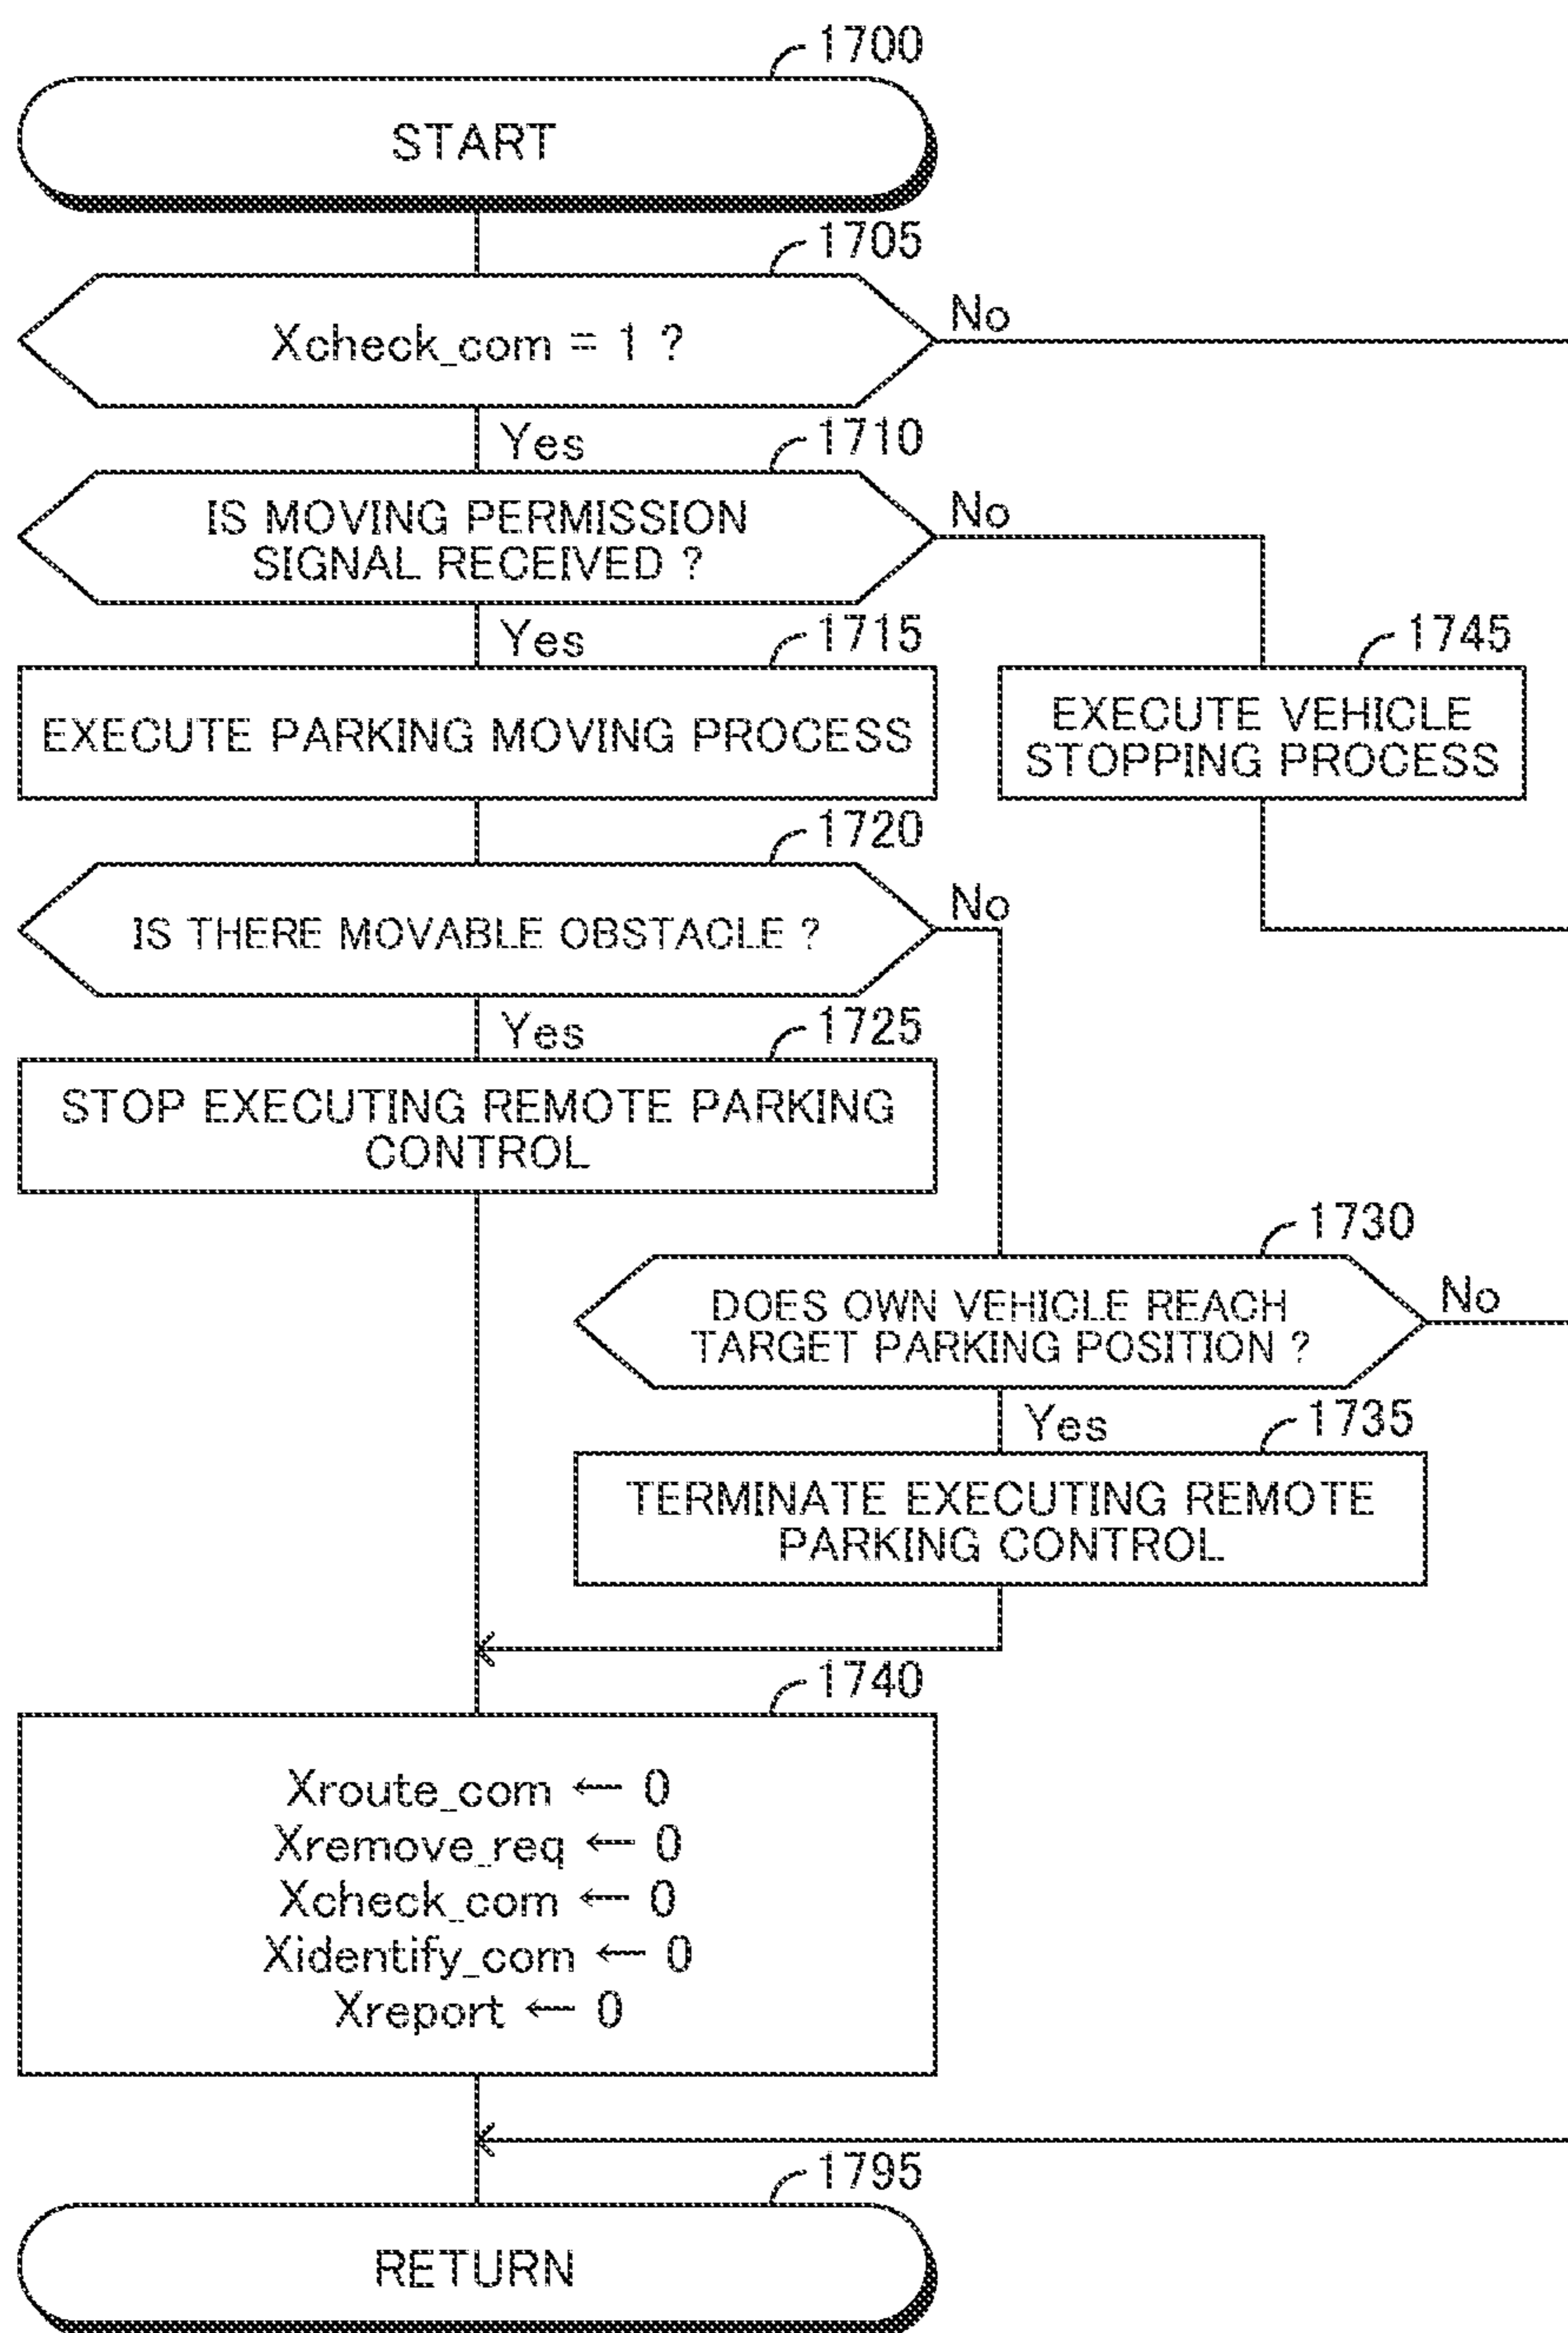 1700
START
1705
Xcheck_com = 1 ?
No
Yes
1710
IS MOVING PERMISSION
SIGNAL RECEIVED ?
No
Yes
1715
EXECUTE PARKING MOVING PROCESS
1745
EXECUTE VEHICLE
STOPPING PROCESS
1720
IS THERE MOVABLE OBSTACLE ?
No
Yes
1725
STOP EXECUTING REMOTE PARKING
CONTROL
1730
DOES OWN VEHICLE REACH
TARGET PARKING POSITION ?
No
Yes
1735
TERMINATE EXECUTING REMOTE
PARKING CONTROL
1740
Xroute_com ← 0
Xremove_req ← 0
Xcheck_com ← 0
Xidentify_com ← 0
Xreport ← 0
1795
RETURN